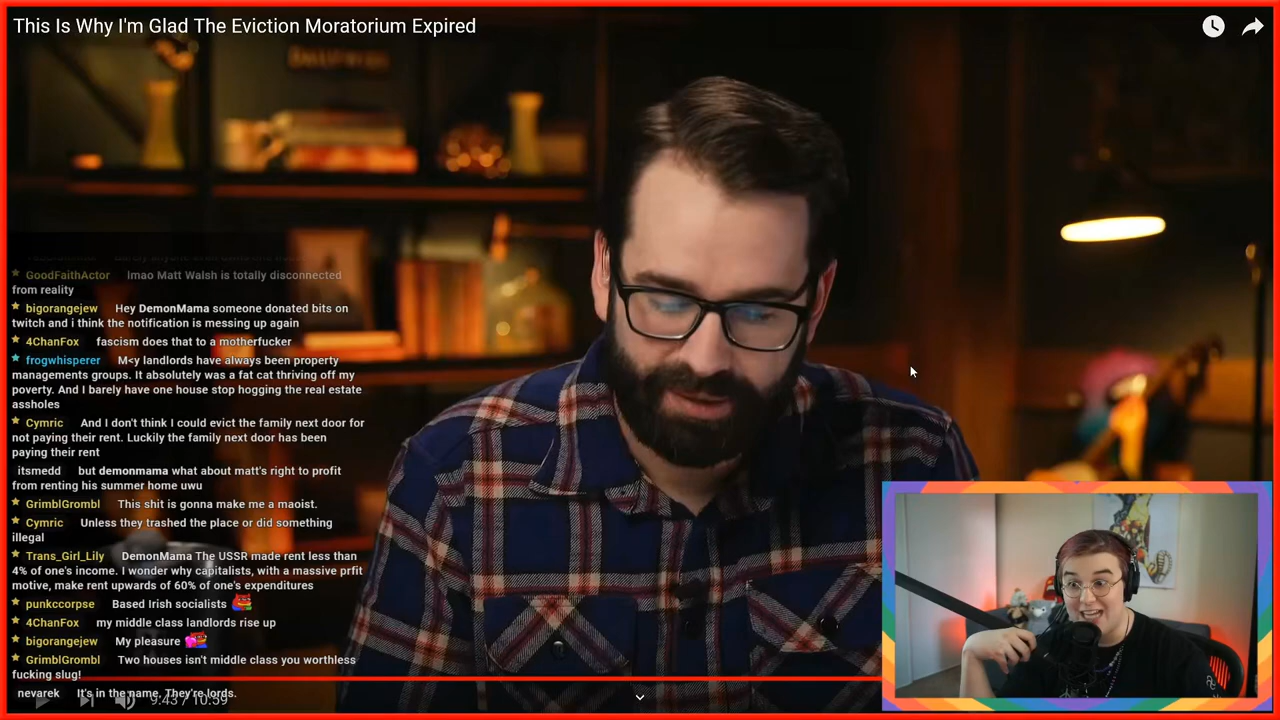 This Is Why I'm Glad The Eviction Moratorium Expired
GoodFaithActor lmao Matt Walsh is totally disconnected
from reality
bigorangejew Hey DemonMama someone donated bits on
twitch and i think the notification is messing up again
4ChanFox fascism does that to a motherfucker
frogwhisperer M<y landlords have always been property
managements groups. It absolutely was a fat cat thriving off my
poverty. And I barely have one house stop hogging the real estate
assholes
Cymric And I don't think I could evict the family next door for
not paying their rent. Luckily the family next door has been
paying their rent
itsmedd but demonmama what about matt's right to profit
from renting his summer home uwu
GrimblGrombl This shit is gonna make me a maoist.
Cymric Unless they trashed the place or did something
illegal
Trans_Girl_Lily DemonMama The USSR made rent less than
4% of one's income. I wonder why capitalists, with a massive prfit
motive, make rent upwards of 60% of one's expenditures
punkccorpse Based Irish socialists
4ChanFox my middle class landlords rise up
bigorangejew My pleasure
GrimblGrombl Two houses isn't middle class you worthless
fucking slug!
nevarek It's in the name. They're lords.
9:43 / 10:59